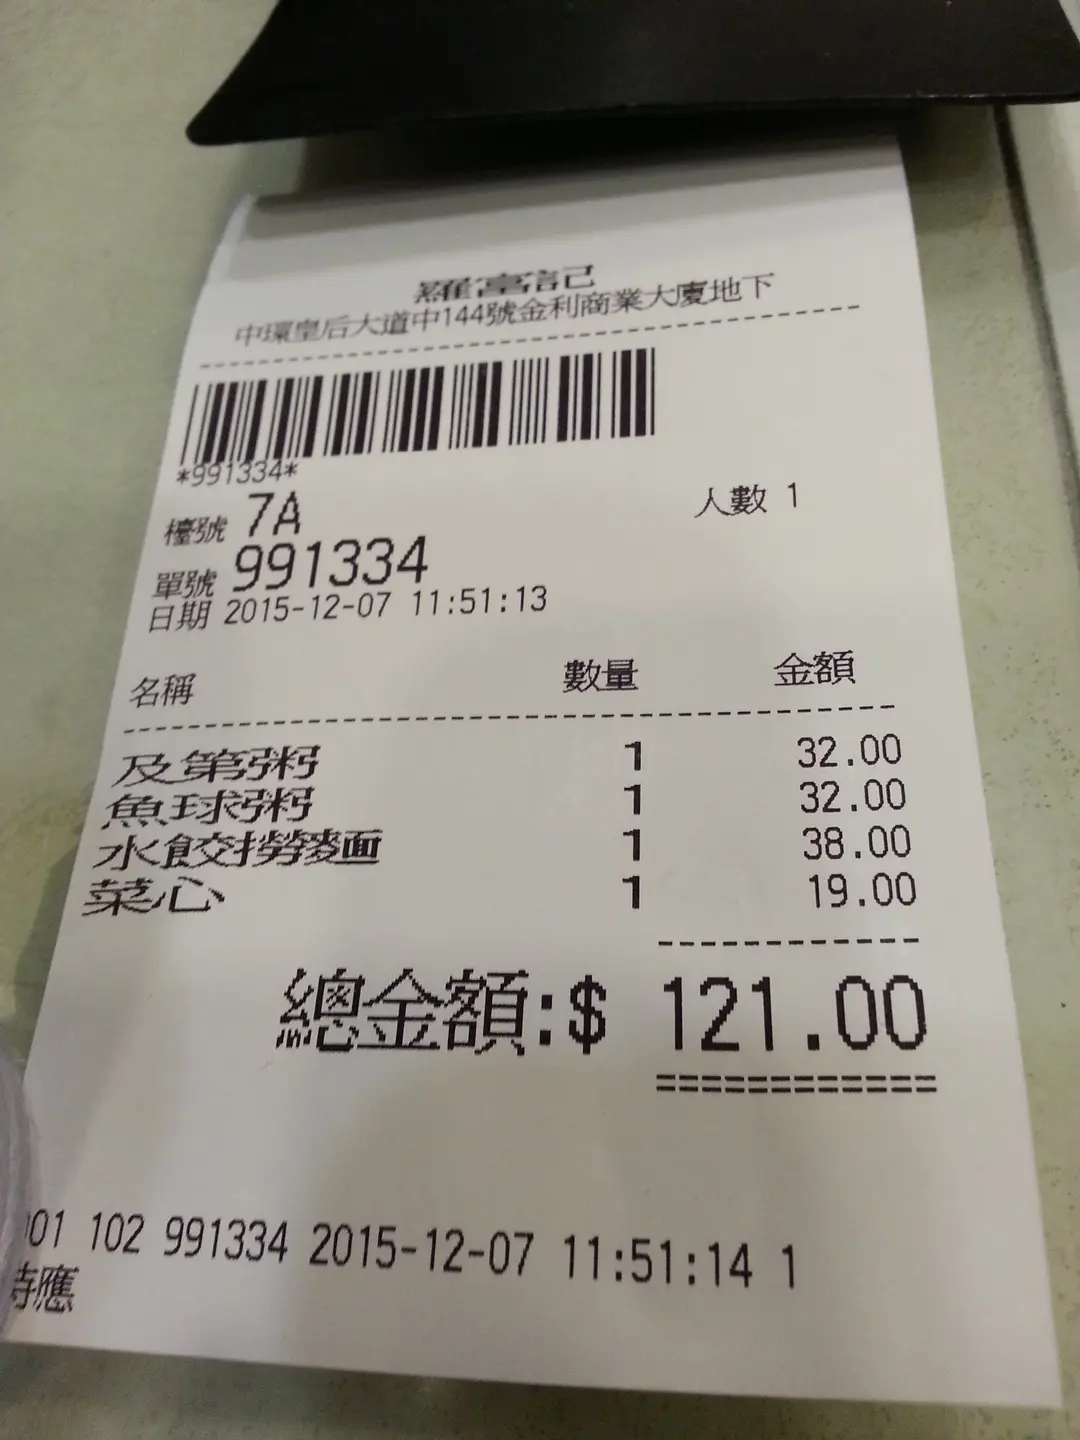 羅富記
中環皇后大道中144號金利商業大廈地下
*991334*
檯號 7A 人數 1
單號 991334
日期 2015-12-07 11:51:13
名稱 數量 金額
及第粥 1 32.00
魚球粥 1 32.00
水餃撈麵 1 38.00
菜心 1 19.00
總金額:$ 121.00
01 102 991334 2015-12-07 11:51:14 1
待應